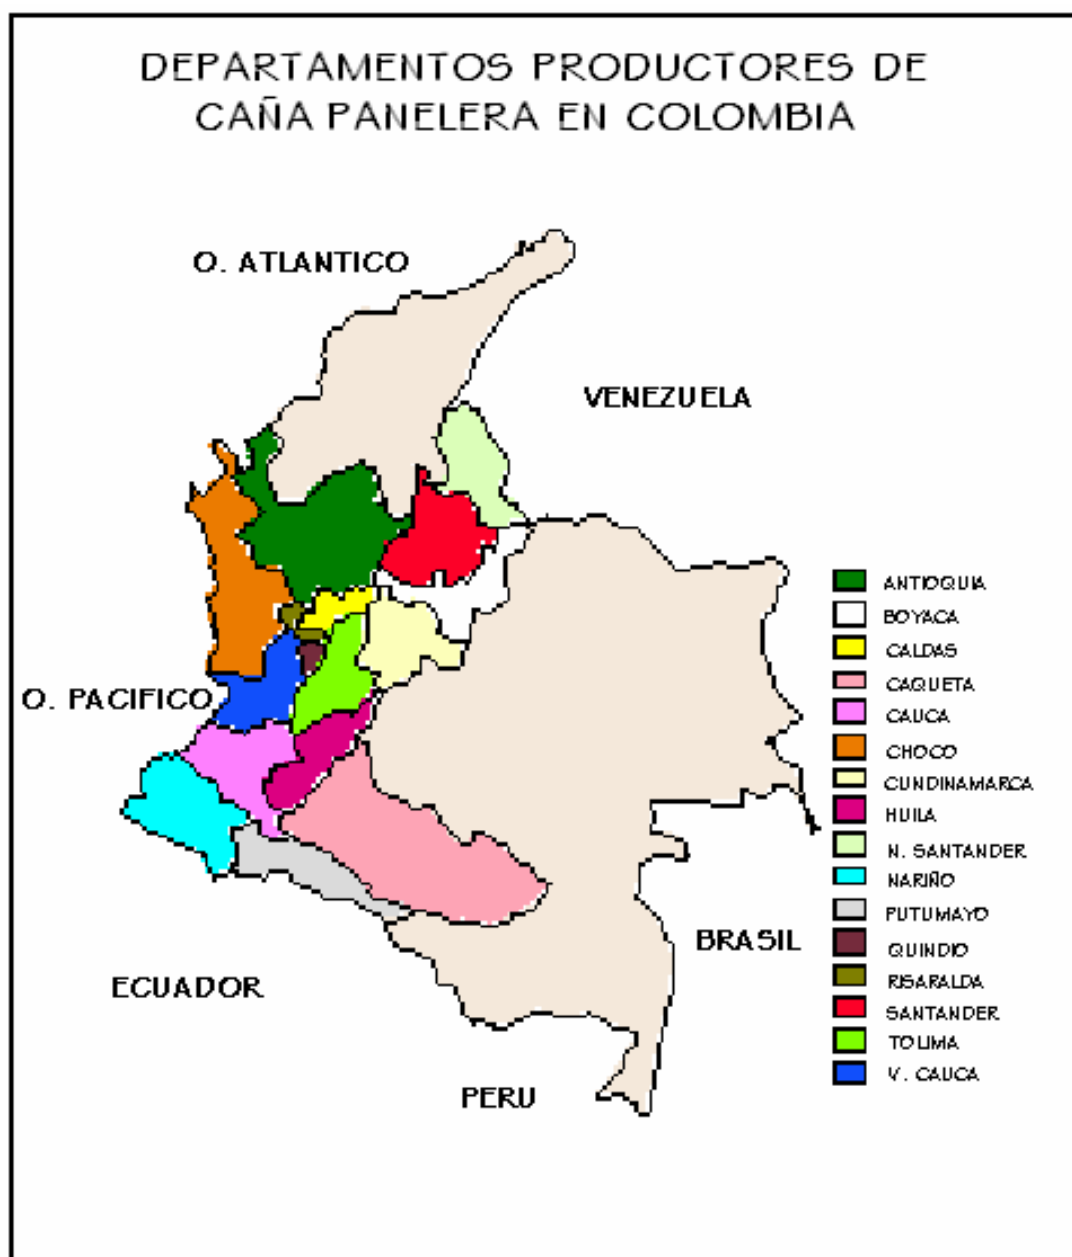 DEPARTAMENTOS PRODUCTORES DE
CAÑA PANELERA EN COLOMBIA
O. ATLANTICO
VENEZUELA
O. PACIFICO
ECUADOR
PERU
BRASIL
ANTIOQUIA
BOYACA
CALDAS
CAQUETA
CAUCA
CHOCO
CUNDINAMARCA
HUILA
N. SANTANDER
NARIÑO
PUTUMAYO
QUINDIO
RISARALDA
SANTANDER
TOLIMA
V. CAUCA